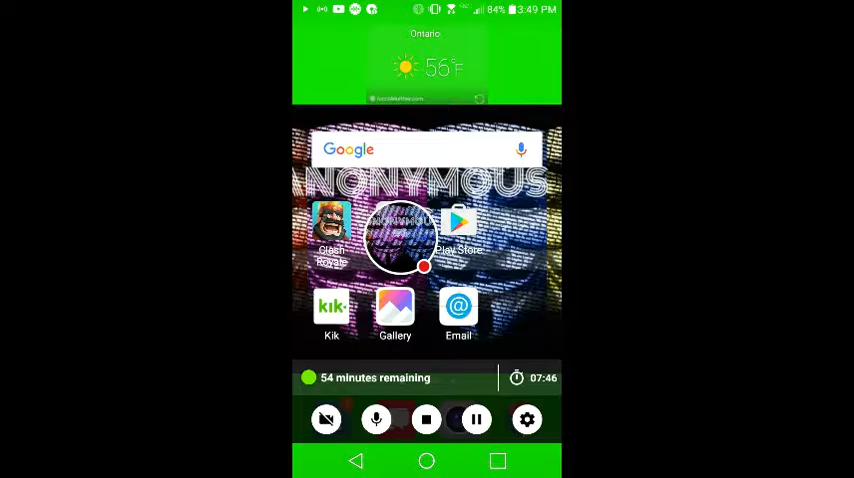 84% 3:49 PM
Ontario
56°F
Google
ANONYMOUS
ANONYMOUS
Clash Royale
Play Store
kik
Kik
Gallery
Email
54 minutes remaining
07:46